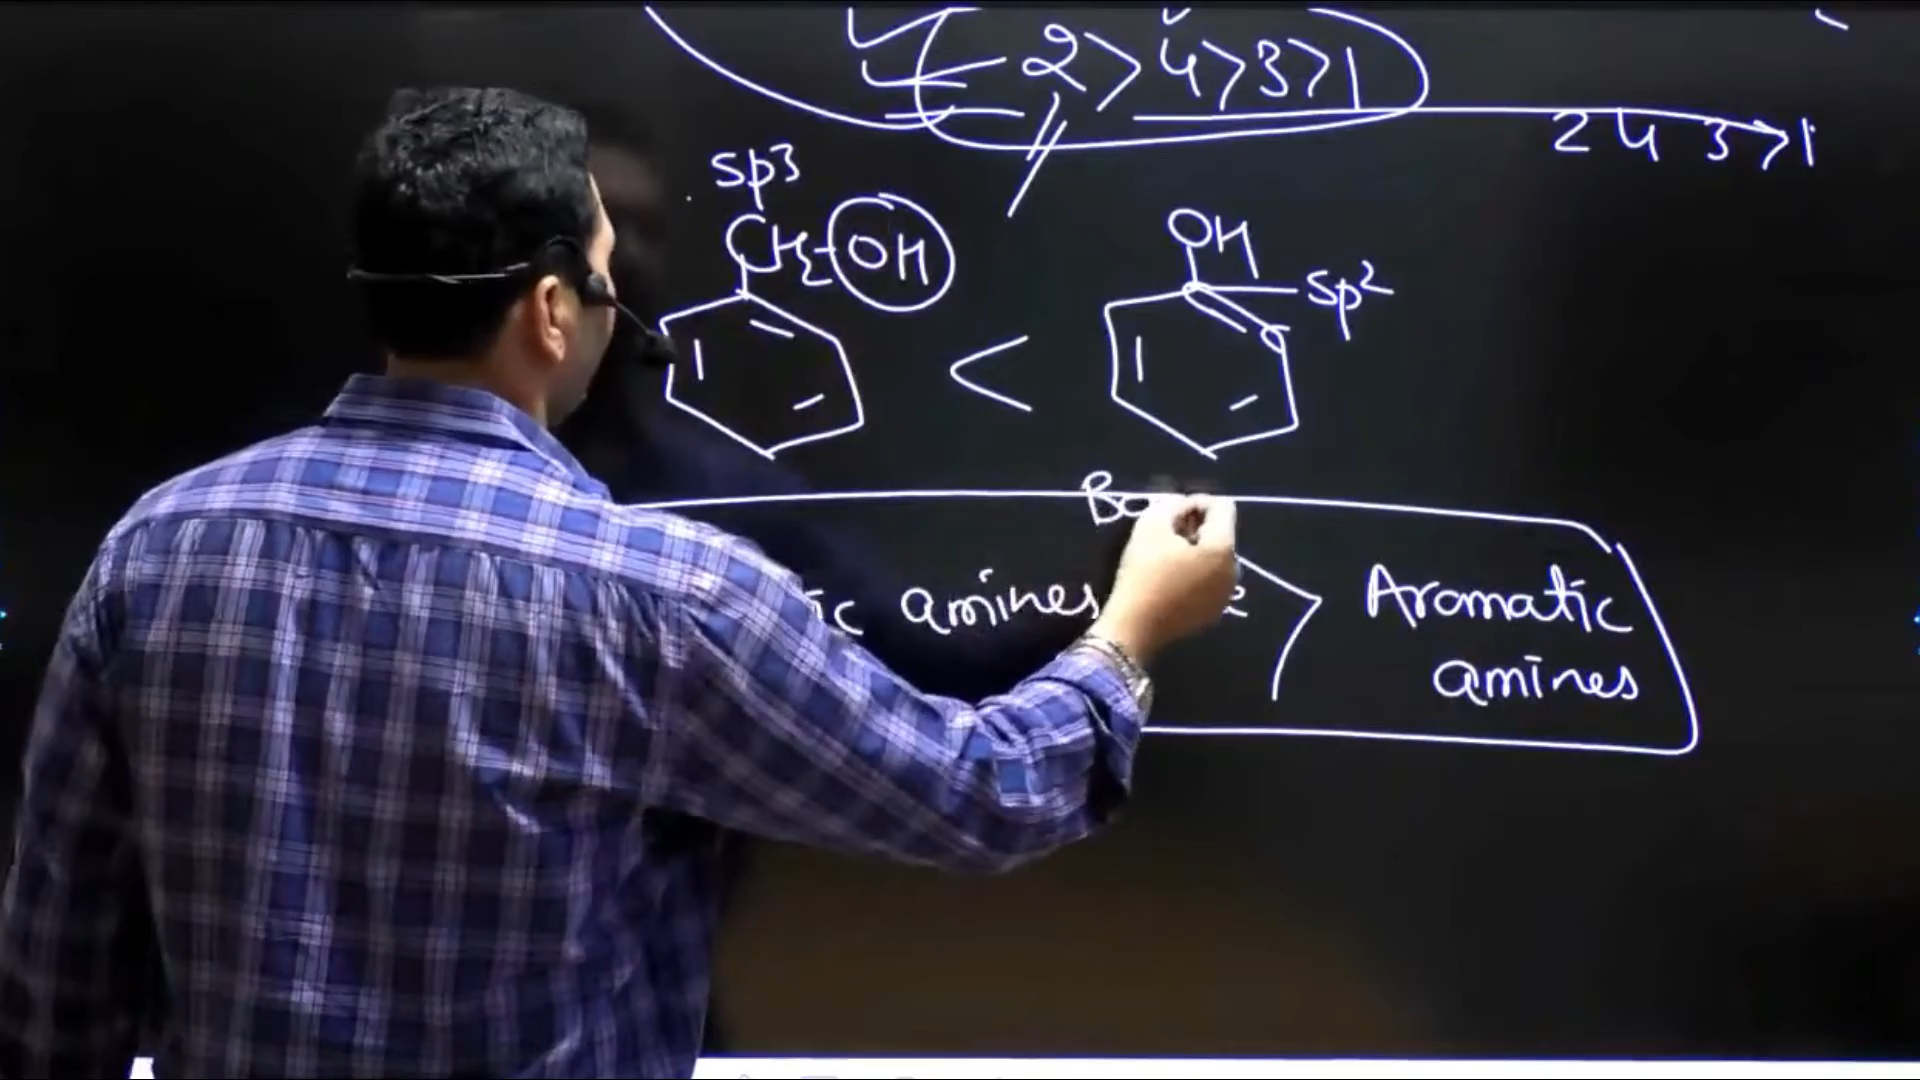 2>4>3>1
2 4 3>1
sp3
CH2-OH
OH
sp2
<
amines > Aromatic
amines